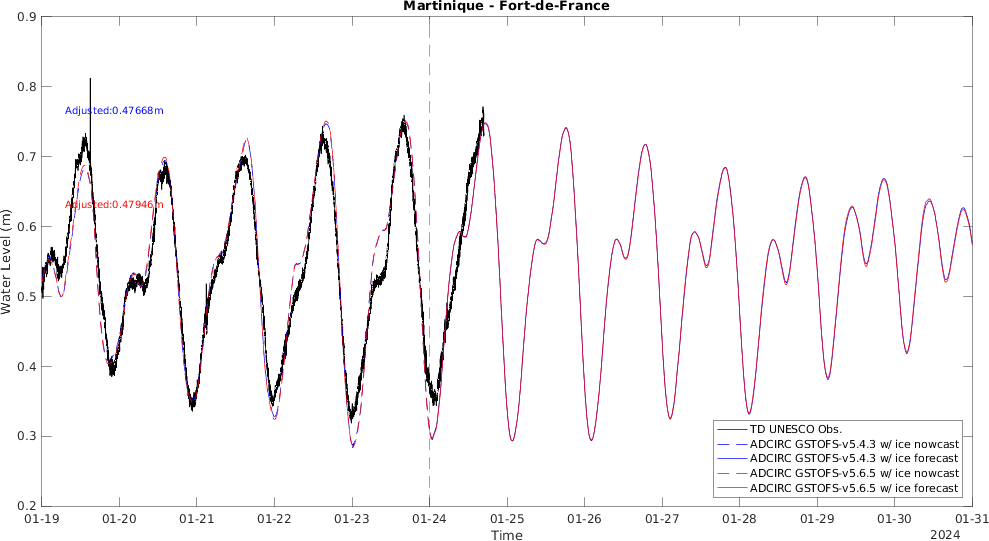 Martinique - Fort-de-France
0.9
0.8
0.7
0.6
0.5
0.4
0.3
0.2
Water Level (m)
Adjusted:0.47668m
Adjusted:0.47946m
TD UNESCO Obs.
ADCIRC GSTOFS-v5.4.3 w/ ice nowcast
ADCIRC GSTOFS-v5.4.3 w/ ice forecast
ADCIRC GSTOFS-v5.6.5 w/ ice nowcast
ADCIRC GSTOFS-v5.6.5 w/ ice forecast
01-19 01-20 01-21 01-22 01-23 01-24 01-25 01-26 01-27 01-28 01-29 01-30 01-31
Time
2024